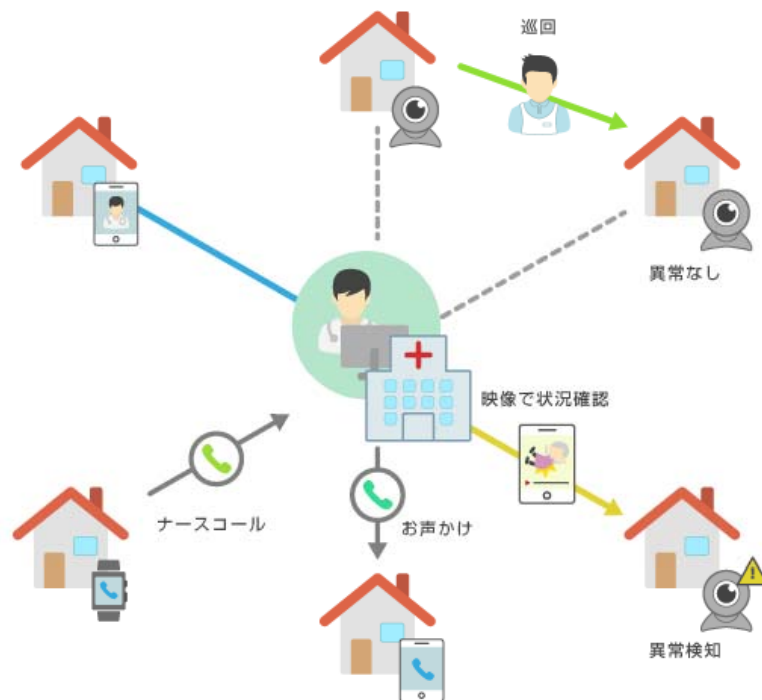 巡回
異常なし
映像で状況確認
ナースコール
お声かけ
異常検知